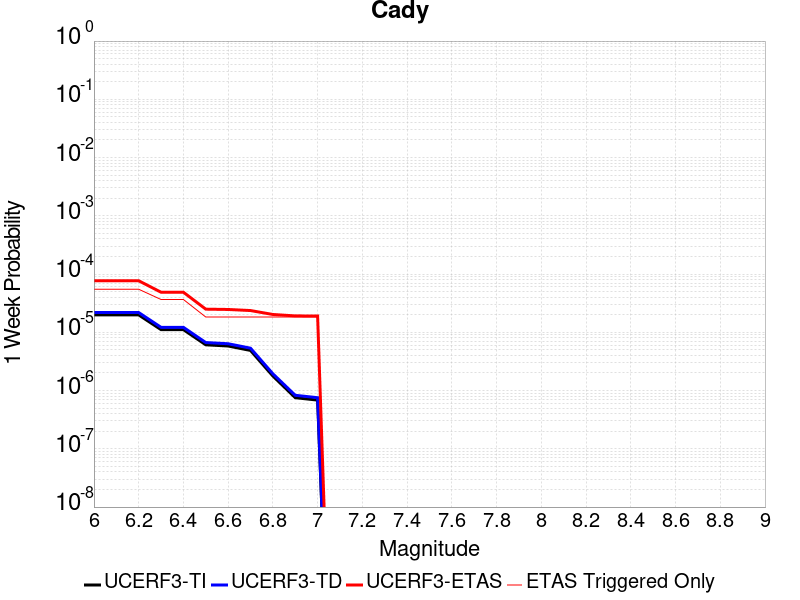 Cady
10 0
10 -1
10 -2
10 -3
10 -4
10 -5
10 -6
10 -7
10 -8
1 Week Probability
6 6.2 6.4 6.6 6.8 7 7.2 7.4 7.6 7.8 8 8.2 8.4 8.6 8.8 9
Magnitude
UCERF3-TI UCERF3-TD UCERF3-ETAS ETAS Triggered Only